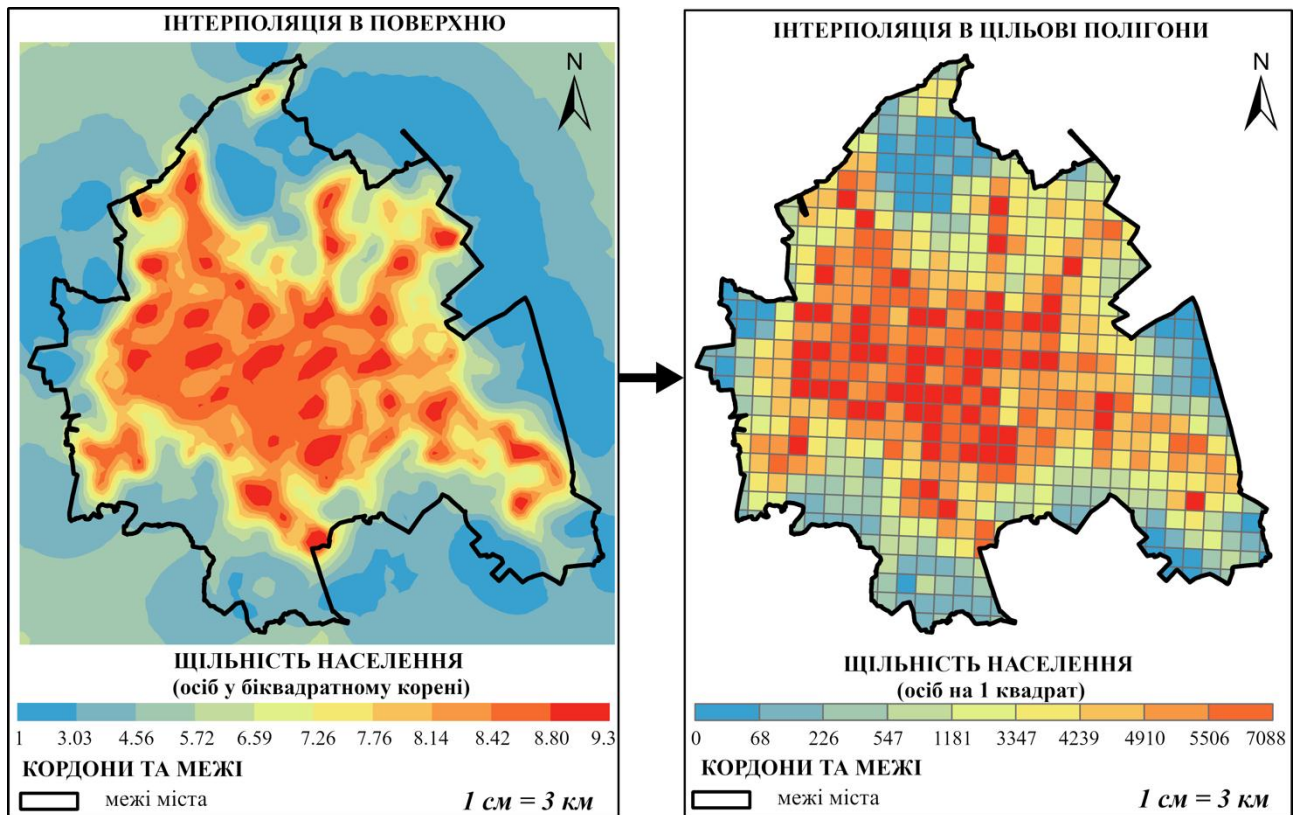 ІНТЕРПОЛЯЦІЯ В ПОВЕРХНЮ
N
ЩІЛЬНІСТЬ НАСЕЛЕННЯ
(осіб у біквадратному корені)
1 3.03 4.56 5.72 6.59 7.26 7.76 8.14 8.42 8.80 9.3
КОРДОНИ ТА МЕЖІ
межі міста
1 см = 3 км
ІНТЕРПОЛЯЦІЯ В ЦІЛЬОВІ ПОЛІГОНИ
N
ЩІЛЬНІСТЬ НАСЕЛЕННЯ
(осіб на 1 квадрат)
0 68 226 547 1181 3347 4239 4910 5506 7088
КОРДОНИ ТА МЕЖІ
межі міста
1 см = 3 км